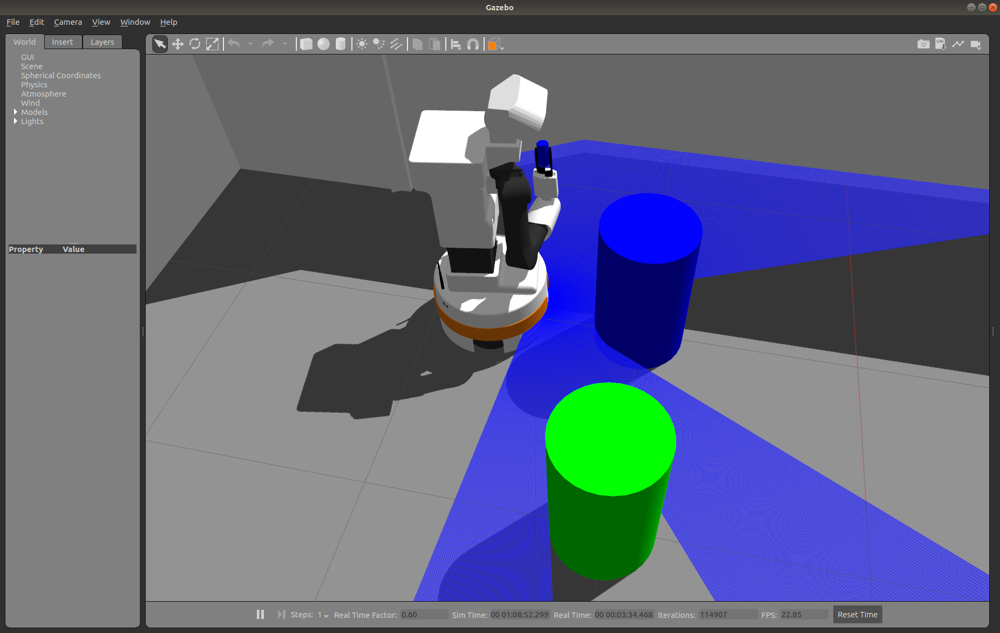 Gazebo
File Edit Camera View Window Help
World Insert Layers
GUI
Scene
Spherical Coordinates
Physics
Atmosphere
Wind
Models
Lights
Property Value
LOG
Steps: 1 Real Time Factor: 0.60 Sim Time: 00 01:08:52.299 Real Time: 00 00:03:34.468 Iterations: 114907 FPS: 22.85 Reset Time